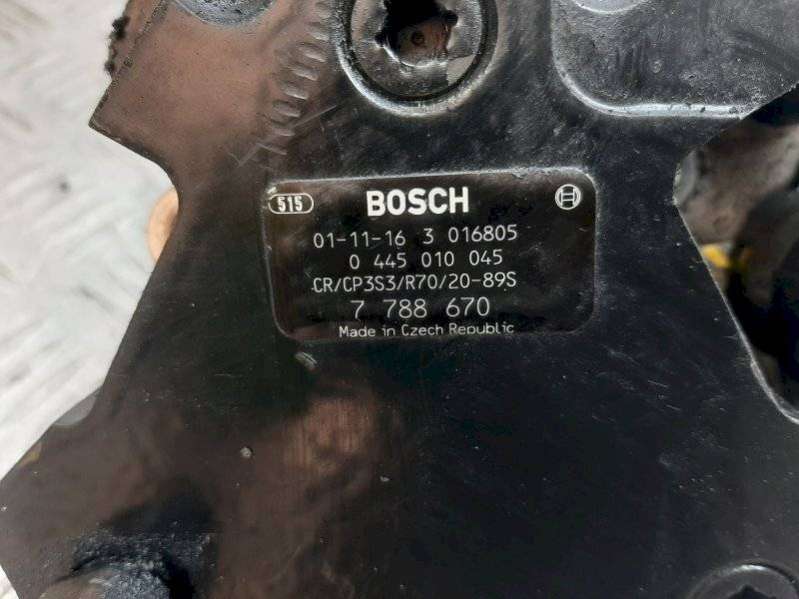 515 BOSCH
01-11-16 3 016805
0 445 010 045
CR/CP3S3/R70/20-89S
7 788 670
Made in Czech Republic